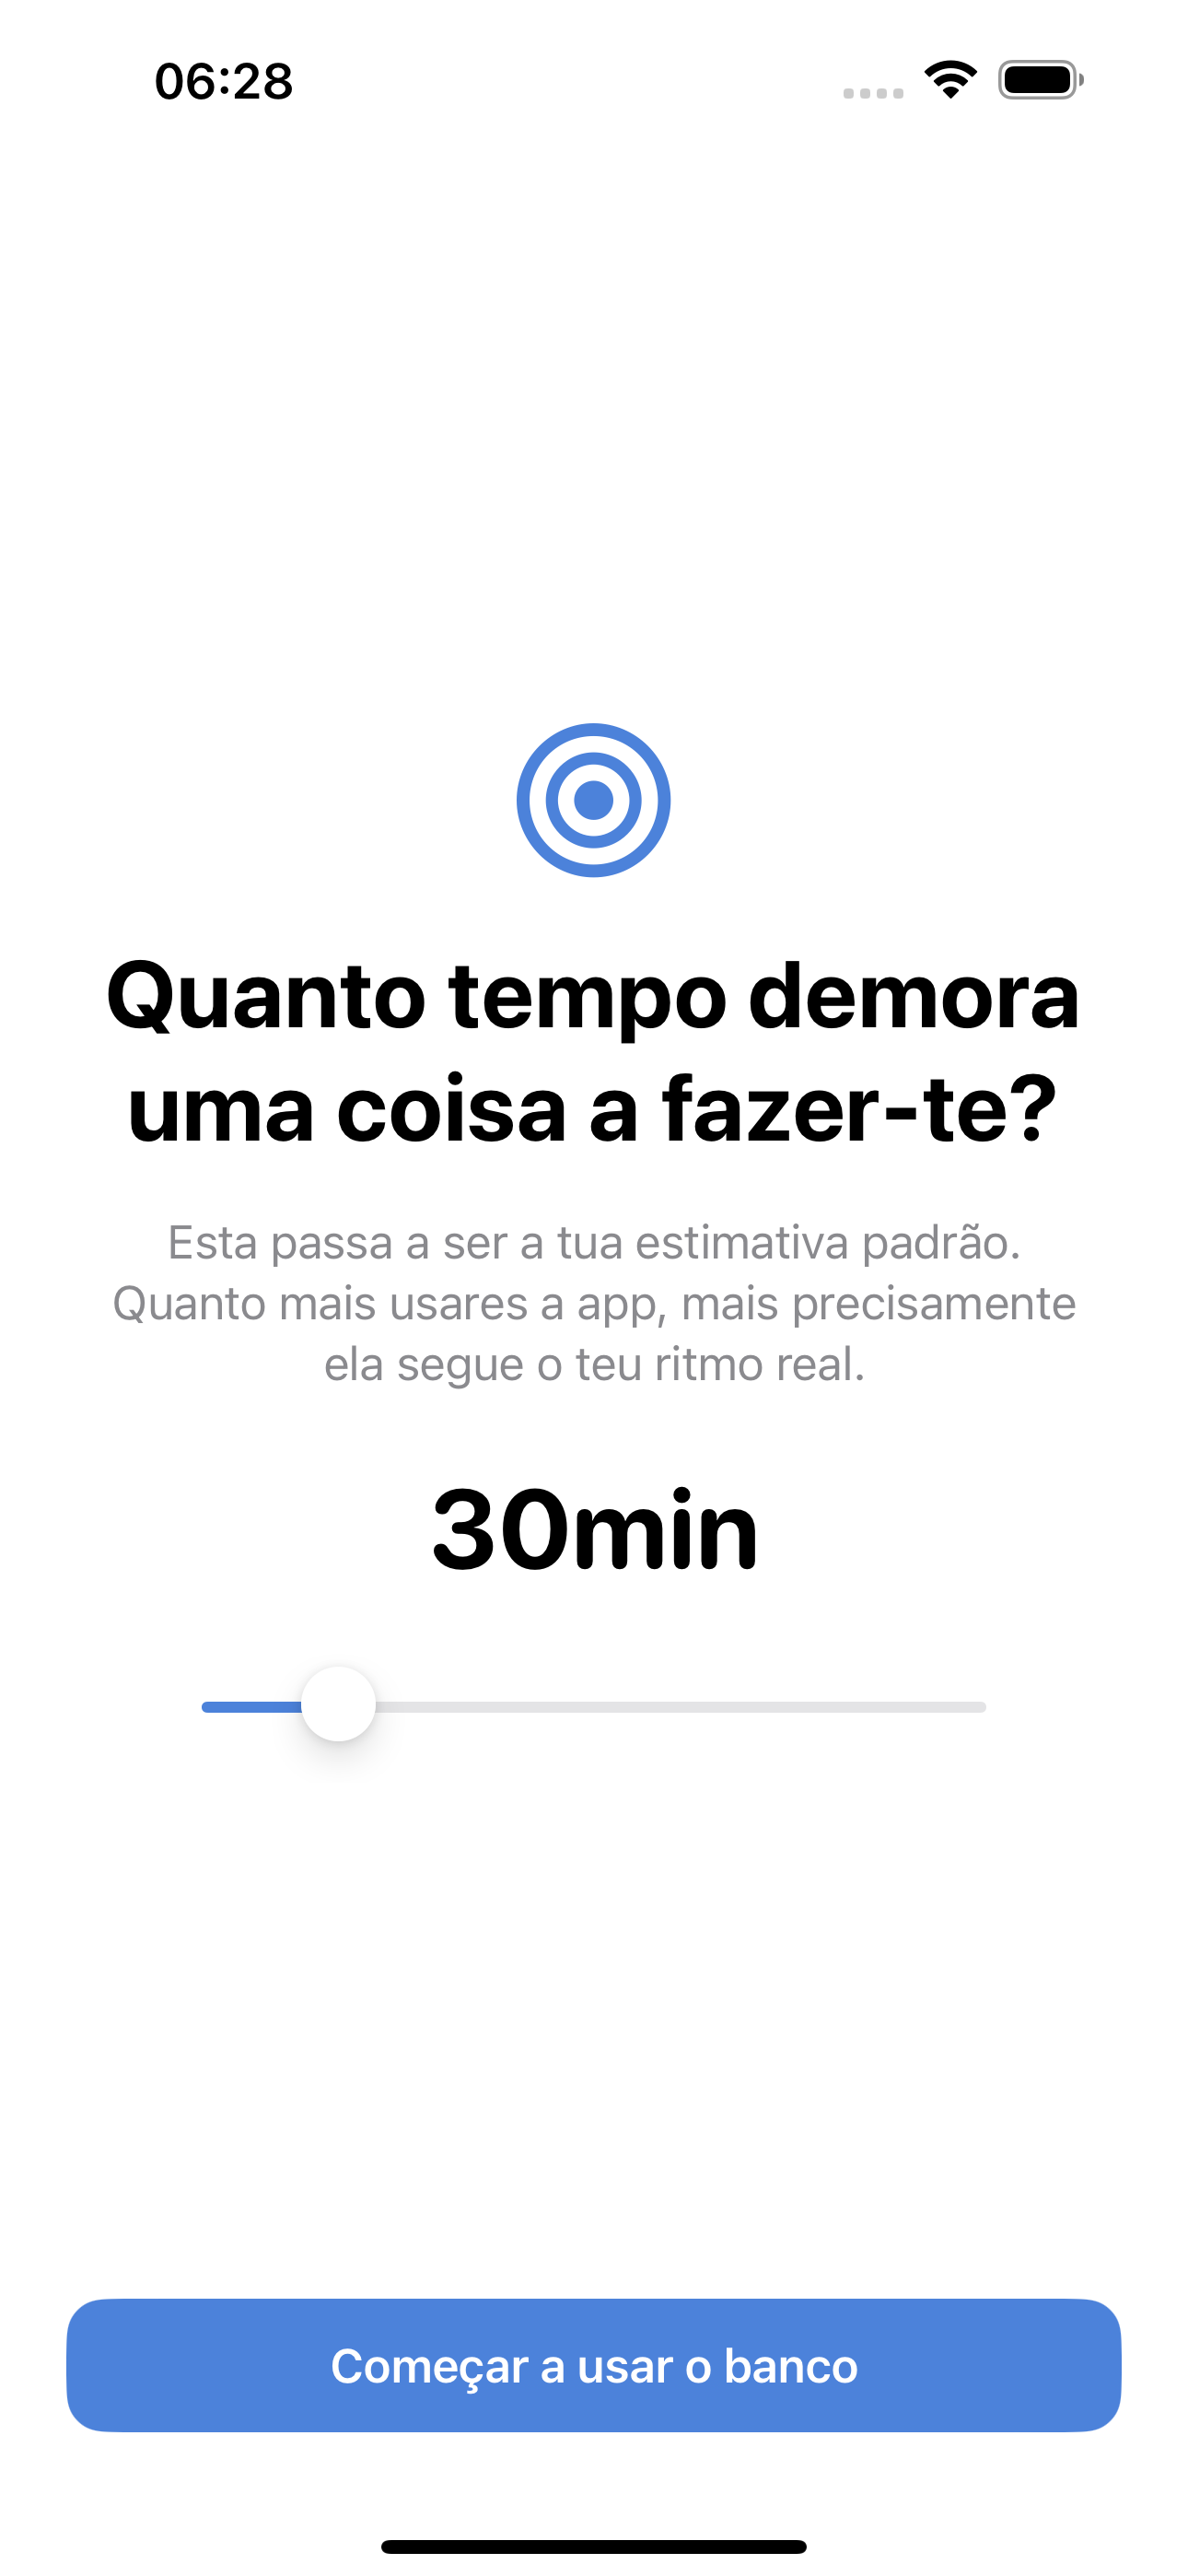 06:28
Quanto tempo demora
uma coisa a fazer-te?
Esta passa a ser a tua estimativa padrão.
Quanto mais usares a app, mais precisamente
ela segue o teu ritmo real.
30min
Começar a usar o banco